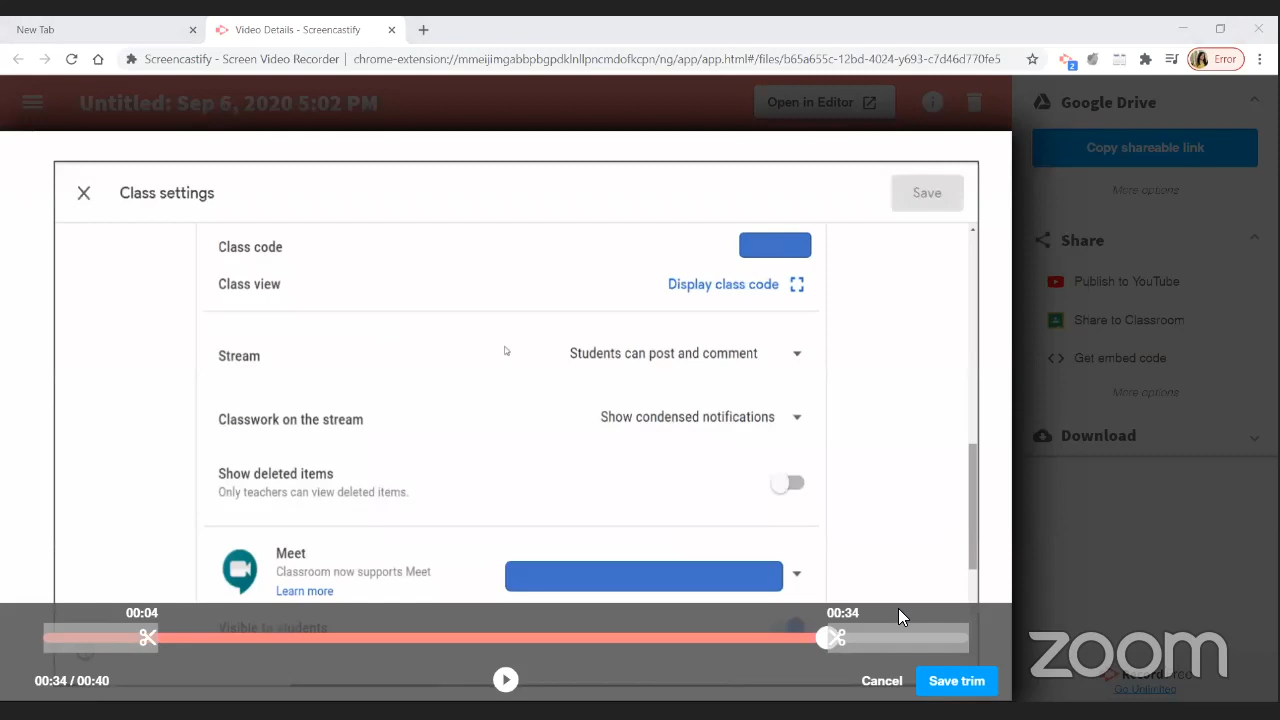 New Tab
Video Details - Screencastify
Screencastify - Screen Video Recorder | chrome-extension://mmeijimgabbpbgpdklnllpncmdofkcpn/ng/app/app.html#/files/b65a655c-12bd-4024-y693-c7d46d770fe5
2
Error
Untitled: Sep 6, 2020 5:02 PM
Open in Editor
Google Drive
Copy shareable link
More options
Share
Publish to YouTube
Share to Classroom
Get embed code
More options
Download
Class settings
Save
Class code
Class view
Display class code
Stream
Students can post and comment
Classwork on the stream
Show condensed notifications
Show deleted items
Only teachers can view deleted items.
Meet
Classroom now supports Meet
Learn more
Visible to students
00:04
00:34
00:34 / 00:40
Cancel
Save trim
zoom
Go Unlimited